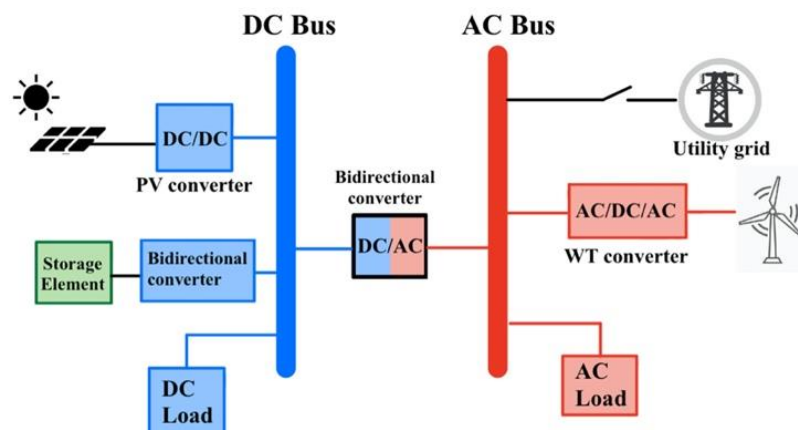 DC Bus
AC Bus
DC/DC
PV converter
Utility grid
Bidirectional
converter
DC/AC
AC/DC/AC
WT converter
Storage
Element
Bidirectional
converter
DC
Load
AC
Load